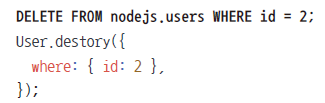 DELETE FROM nodejs.users WHERE id = 2;
User.destory({
  where: { id: 2 },
});